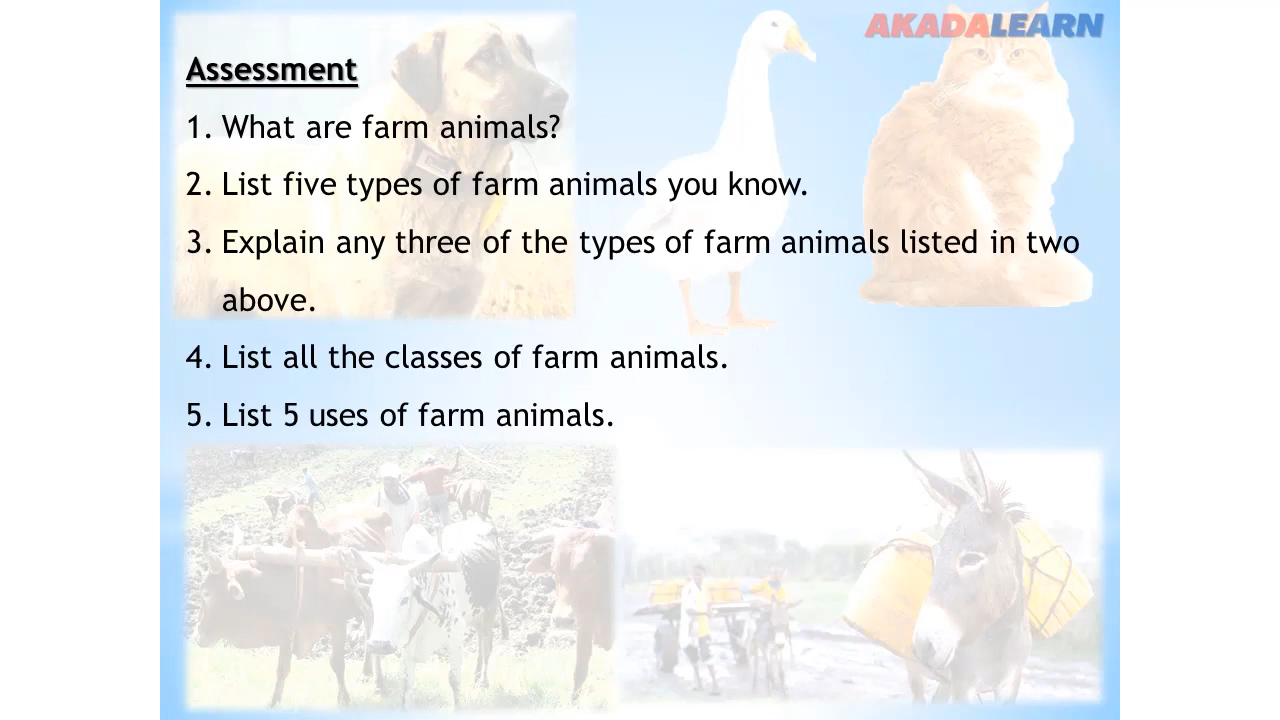 AKADALEARN
Assessment
1. What are farm animals?
2. List five types of farm animals you know.
3. Explain any three of the types of farm animals listed in two
above.
4. List all the classes of farm animals.
5. List 5 uses of farm animals.